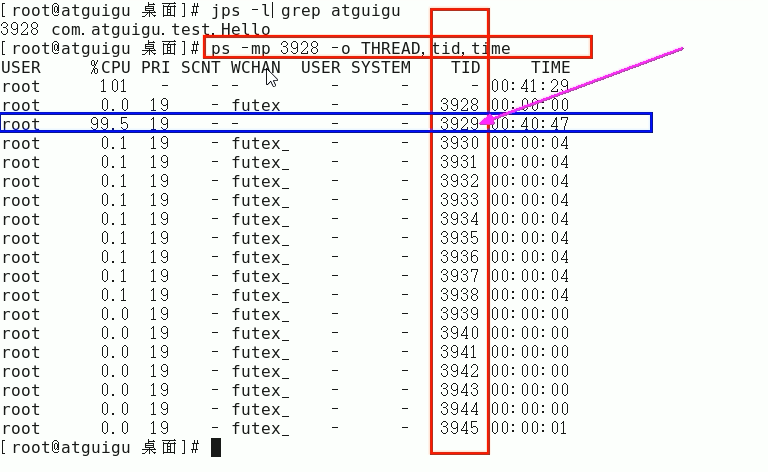 [root@atguigu 桌面]# jps -l| grep atguigu
3928 com.atguigu.test.Hello
[root@atguigu 桌面]# ps -mp 3928 -o THREAD,tid,time
USER     %CPU PRI SCNT WCHAN  USER SYSTEM    TID     TIME
root      101   -    - -         -      -      - 00:41:29
root      0.0  19    - futex     -      -   3928 00:00:00
root     99.5  19    - -         -      -   3929 00:40:47
root      0.1  19    - futex_    -      -   3930 00:00:04
root      0.1  19    - futex_    -      -   3931 00:00:04
root      0.1  19    - futex_    -      -   3932 00:00:04
root      0.1  19    - futex_    -      -   3933 00:00:04
root      0.1  19    - futex_    -      -   3934 00:00:04
root      0.1  19    - futex_    -      -   3935 00:00:04
root      0.1  19    - futex_    -      -   3936 00:00:04
root      0.1  19    - futex_    -      -   3937 00:00:04
root      0.1  19    - futex_    -      -   3938 00:00:04
root      0.0  19    - futex_    -      -   3939 00:00:00
root      0.0  19    - futex_    -      -   3940 00:00:00
root      0.0  19    - futex_    -      -   3941 00:00:00
root      0.0  19    - futex_    -      -   3942 00:00:00
root      0.0  19    - futex_    -      -   3943 00:00:00
root      0.0  19    - futex_    -      -   3944 00:00:00
root      0.0  19    - futex_    -      -   3945 00:00:01
[root@atguigu 桌面]#